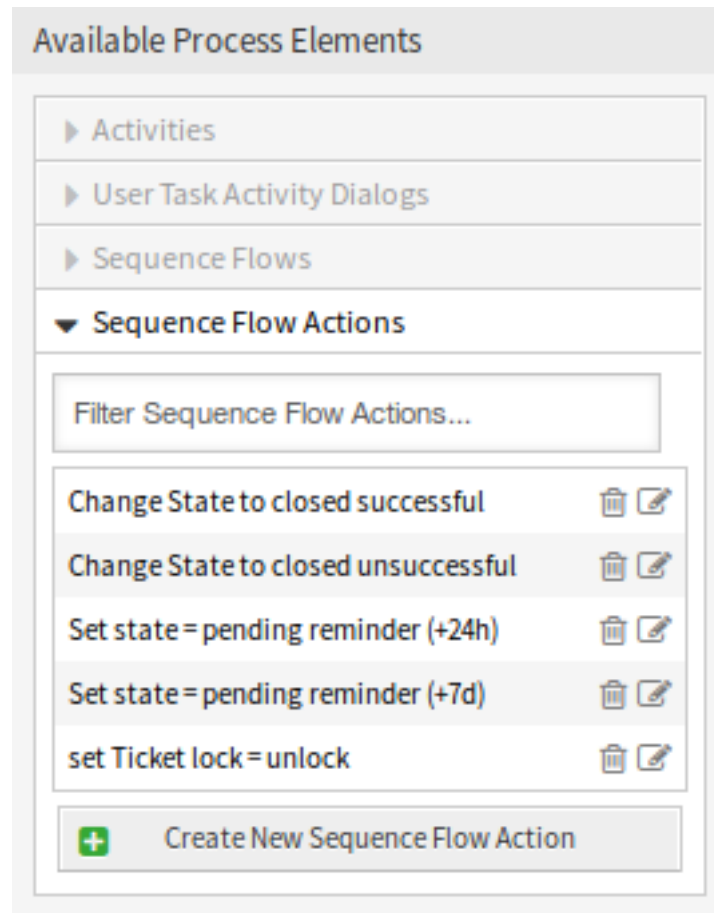 Available Process Elements
Activities
User Task Activity Dialogs
Sequence Flows
Sequence Flow Actions
Filter Sequence Flow Actions...
Change State to closed successful
Change State to closed unsuccessful
Set state = pending reminder (+24h)
Set state = pending reminder (+7d)
set Ticket lock = unlock
Create New Sequence Flow Action